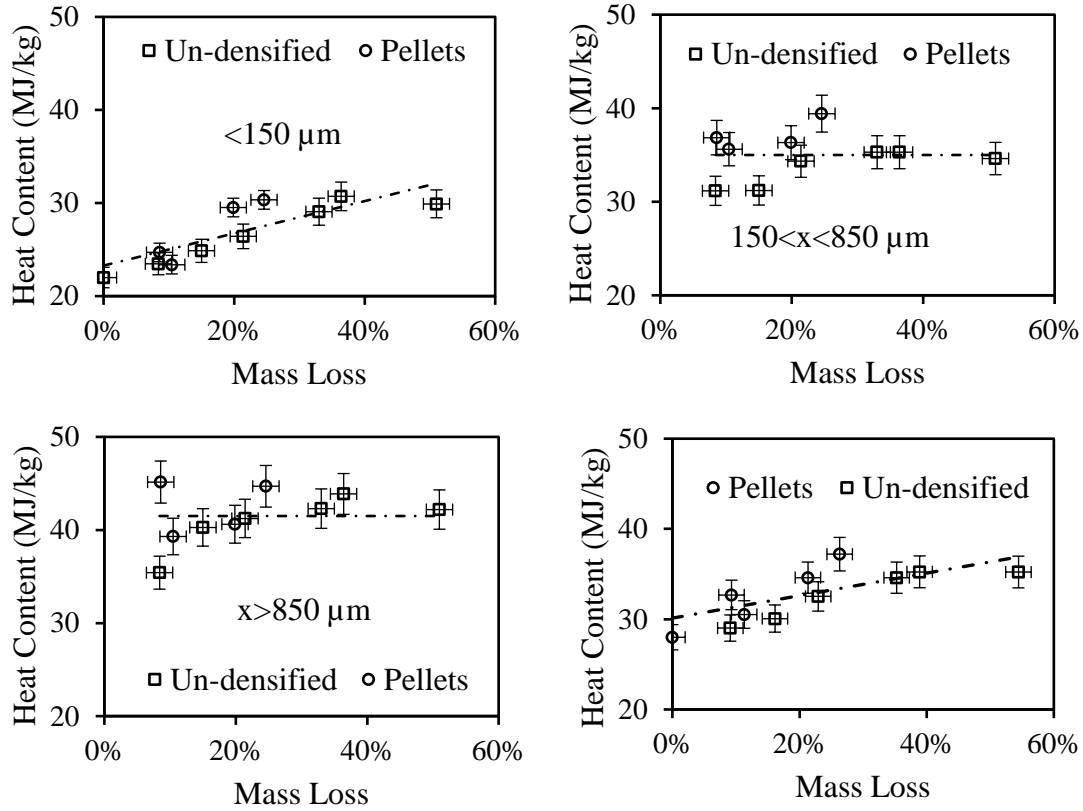 50
40
30
20
Heat Content (MJ/kg)
Un-densified Pellets
<150 µm
0% 20% 40% 60%
Mass Loss
50
40
30
20
Heat Content (MJ/kg)
Un-densified Pellets
150<x<850 µm
0% 20% 40% 60%
Mass Loss
50
40
30
20
Heat Content (MJ/kg)
x>850 µm
Un-densified Pellets
0% 20% 40% 60%
Mass Loss
50
40
30
20
Heat Content (MJ/kg)
Pellets Un-densified
0% 20% 40% 60%
Mass Loss